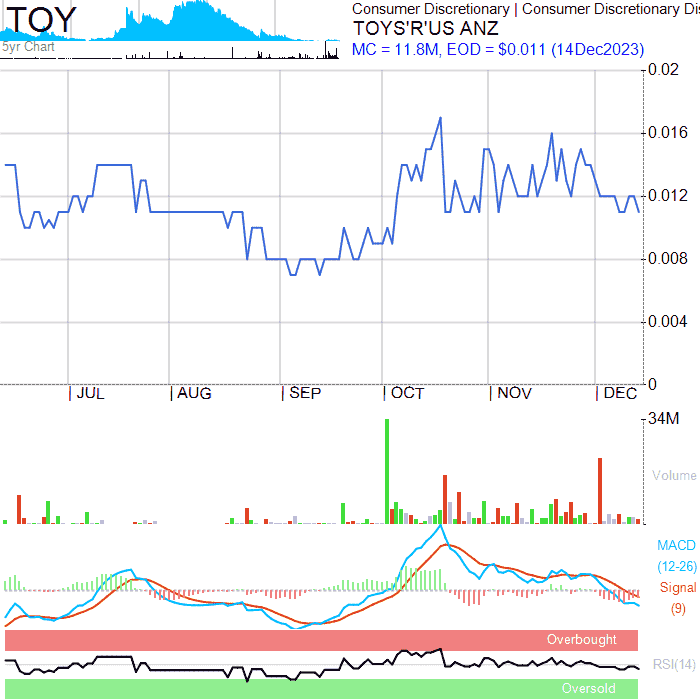 TOY
5yr Chart
Consumer Discretionary | Consumer Discretionary Dis
TOYS'R'US ANZ
MC = 11.8M, EOD = $0.011 (14Dec2023)
0.02
0.016
0.012
0.008
0.004
0
JUL AUG SEP OCT NOV DEC
34M
Volume
MACD
(12-26)
Signal
(9)
Overbought
RSI(14)
Oversold